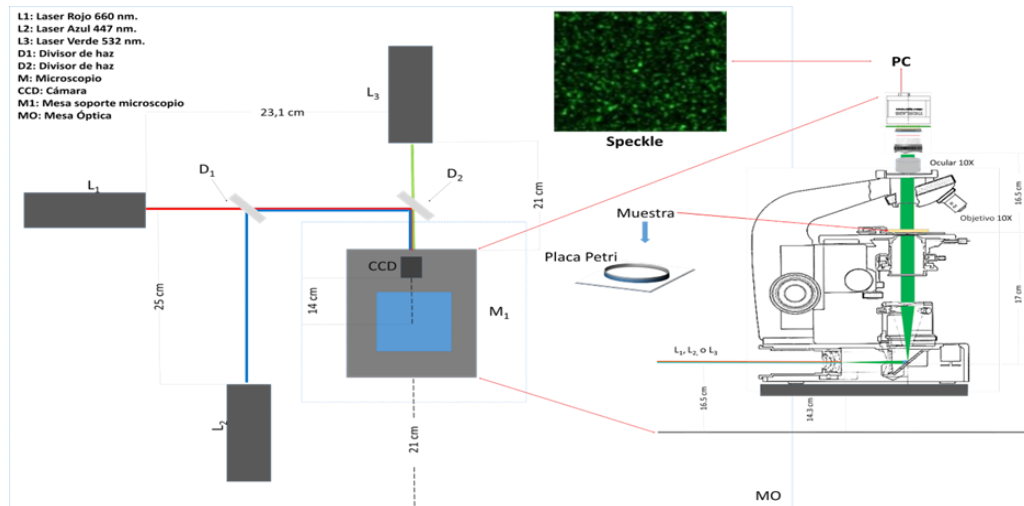 L1: Laser Rojo 660 nm.
L2: Laser Azul 447 nm.
L3: Laser Verde 532 nm.
D1: Divisor de haz
D2: Divisor de haz
M: Microscopio
CCD: Cámara
M1: Mesa soporte microscopio
MO: Mesa Óptica
L3
23,1 cm
D1
D2
L1
21 cm
CCD
14 cm
M1
25 cm
L2
21 cm
Speckle
PC
Ocular 10X
16.5 cm
Objetivo 10X
Muestra
Placa Petri
17 cm
L1, L2, o L3
16.5 cm
14.3 cm
MO